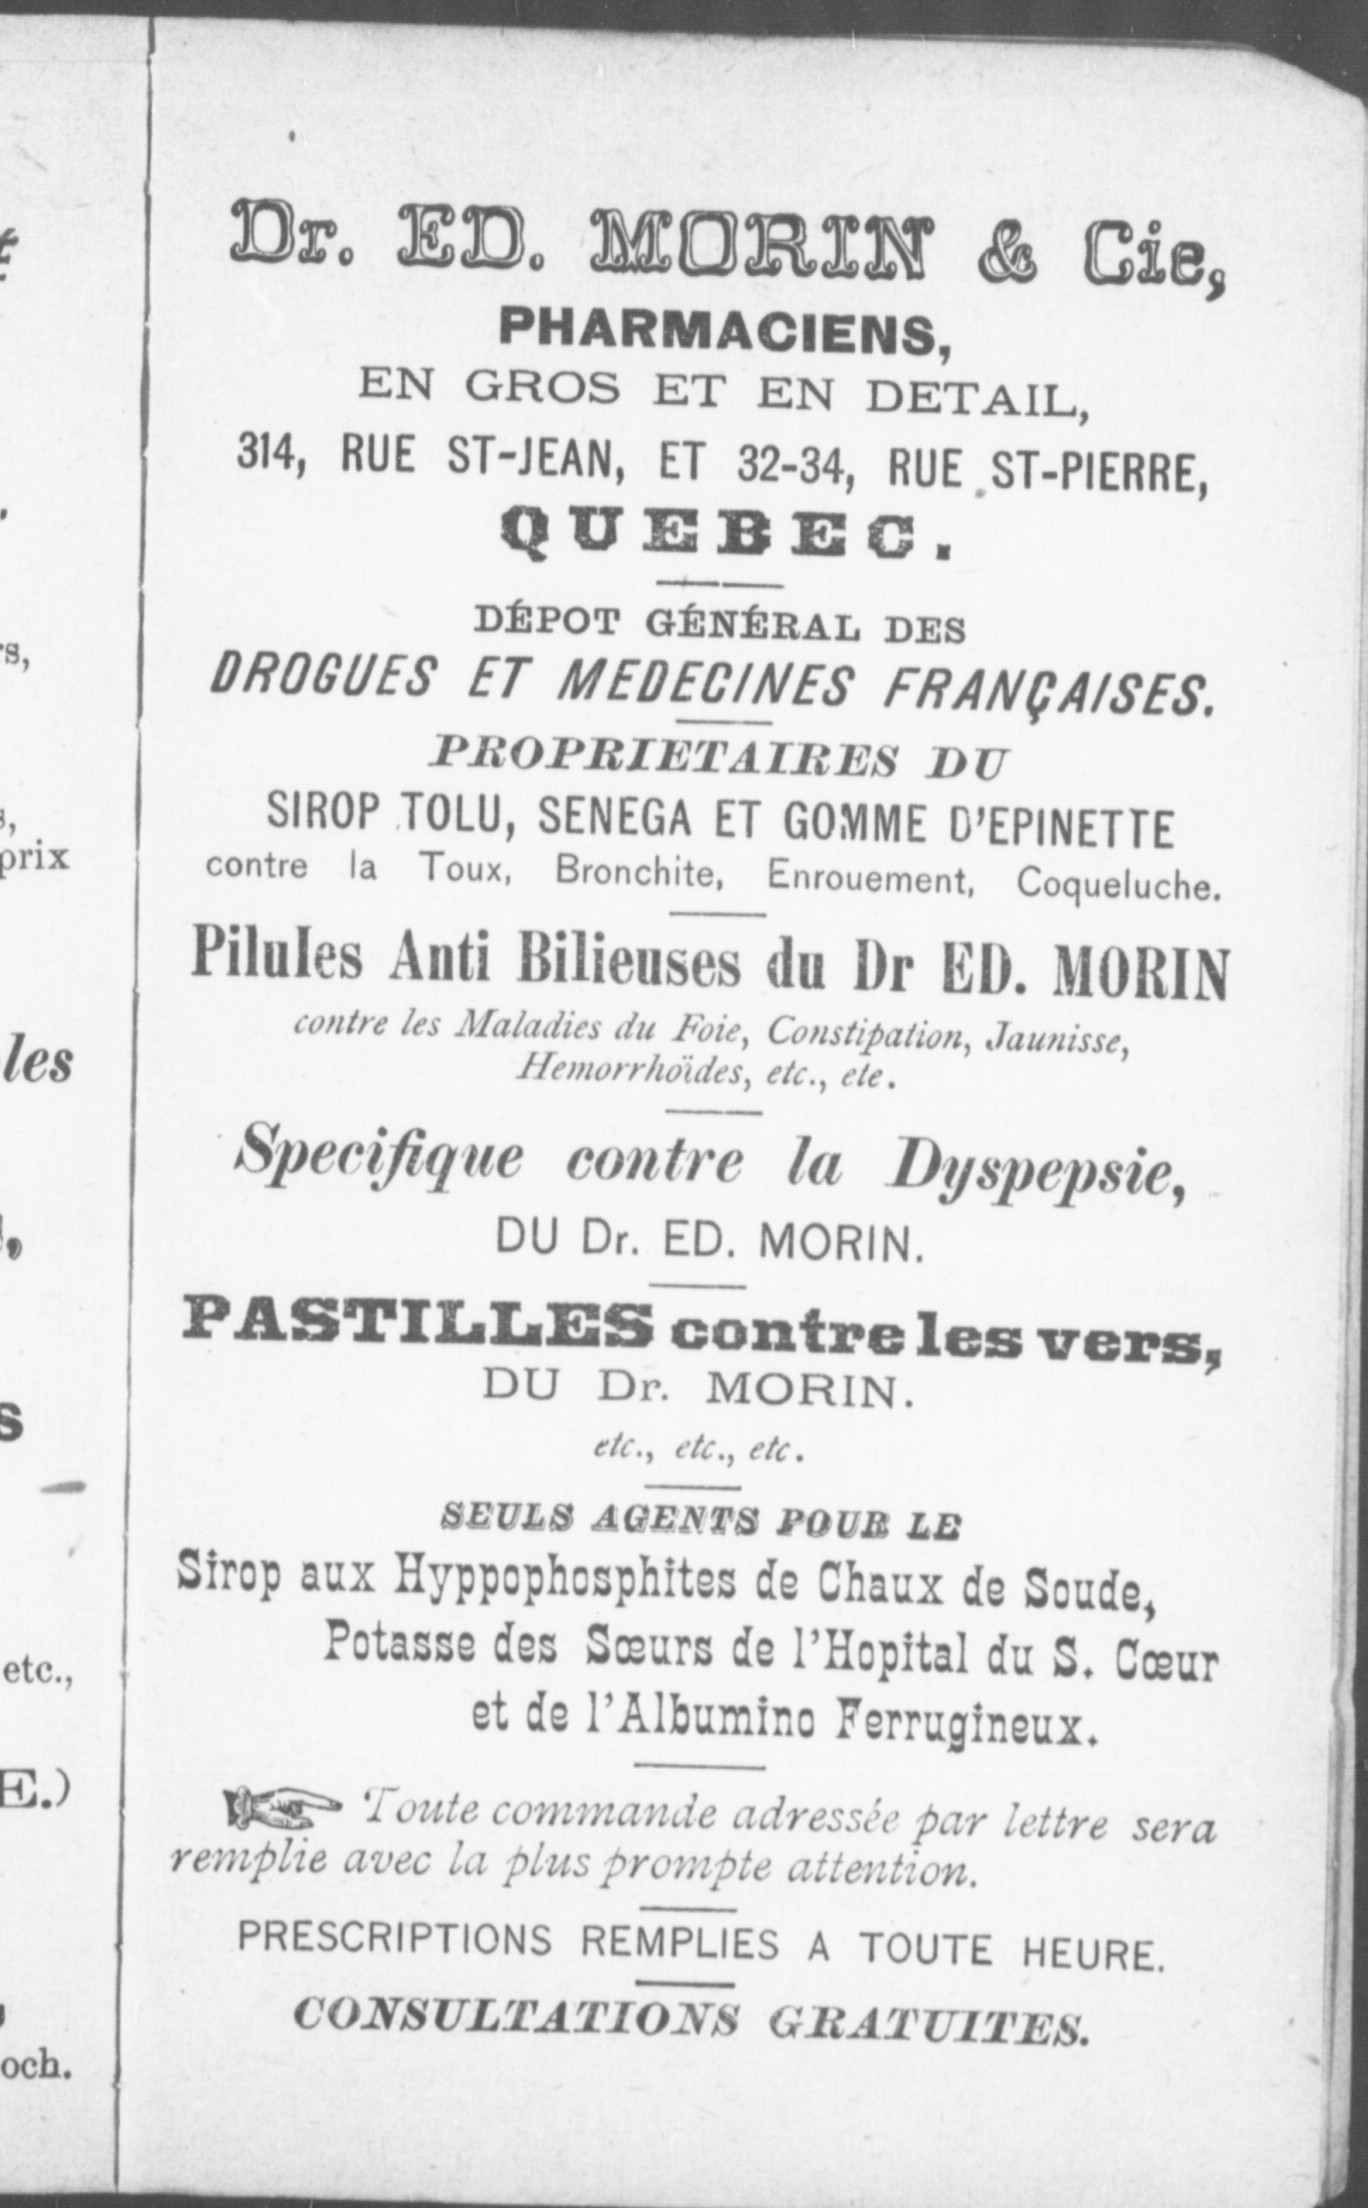 Dr. ED. MORIN & Cie,
PHARMACIENS,
EN GROS ET EN DETAIL,
314, RUE ST-JEAN, ET 32-34, RUE ST-PIERRE,
QUEBEC.
DÉPOT GÉNÉRAL DES
DROGUES ET MEDECINES FRANÇAISES.
PROPRIETAIRES DU
SIROP TOLU, SENEGA ET GOMME D'EPINETTE
contre la Toux, Bronchite, Enrouement, Coqueluche.
Pilules Anti Bilieuses du Dr ED. MORIN
contre les Maladies du Foie, Constipation, Jaunisse,
Hemorrhoïdes, etc., etc.
Specifique contre la Dyspepsie,
DU Dr. ED. MORIN.
PASTILLES contre les vers,
DU Dr. MORIN.
etc., etc., etc.
SEULS AGENTS POUR LE
Sirop aux Hyppophosphites de Chaux de Soude,
Potasse des Sœurs de l'Hopital du S. Cœur
et de l'Albumino Ferrugineux.
Toute commande adressée par lettre sera
remplie avec la plus prompte attention.
PRESCRIPTIONS REMPLIES A TOUTE HEURE.
CONSULTATIONS GRATUITES.
prix
les
etc.,
E.)
och.